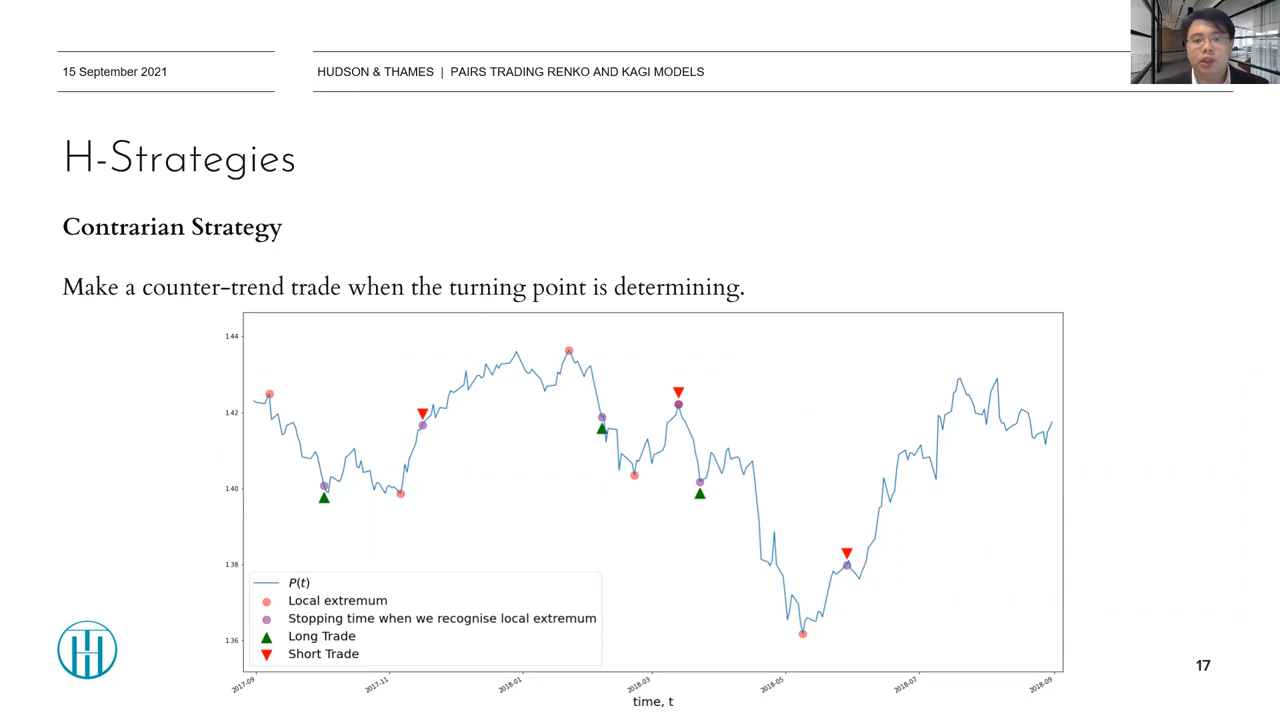 15 September 2021
HUDSON & THAMES | PAIRS TRADING RENKO AND KAGI MODELS
H-Strategies
Contrarian Strategy
Make a counter-trend trade when the turning point is determining.
1.44
1.42
1.40
1.38
1.36
P(t)
Local extremum
Stopping time when we recognise local extremum
Long Trade
Short Trade
2017-09
2017-11
2018-01
2018-03
2018-05
2018-07
2018-09
time, t
17